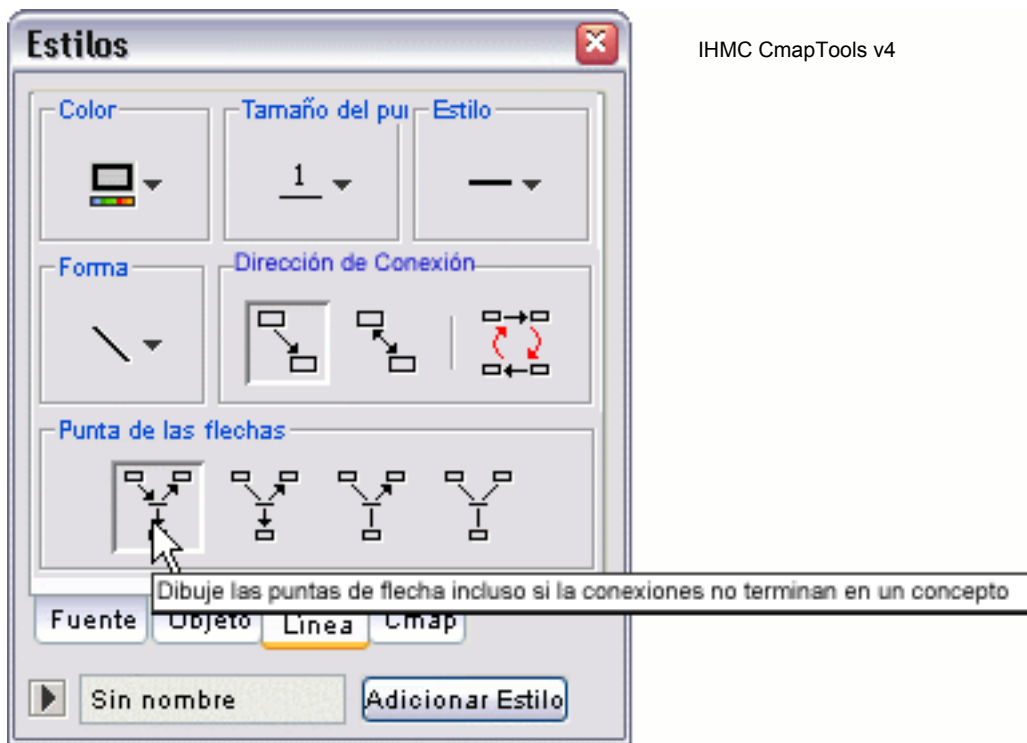 Estilos
IHMC CmapTools v4
Color
Tamaño del pu
Estilo
1
Forma
Dirección de Conexión
Punta de las flechas
Dibuje las puntas de flecha incluso si la conexiones no terminan en un concepto
Fuente
Objeto
Línea
Cmap
Sin nombre
Adicionar Estilo